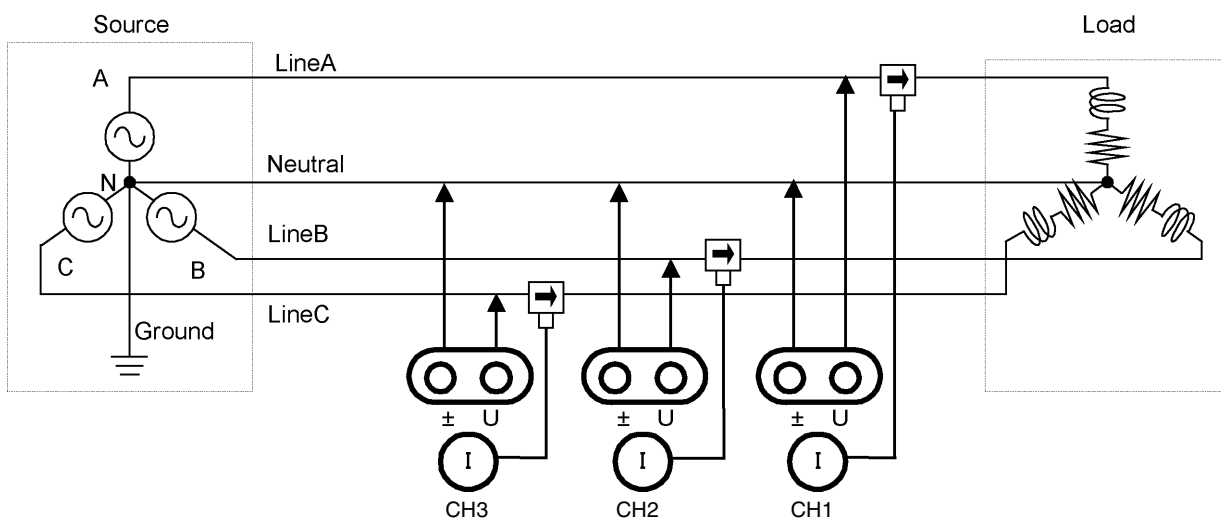 Source
Load
A
LineA
N
Neutral
C
B
LineB
LineC
Ground
± U
± U
± U
I
I
I
CH3
CH2
CH1